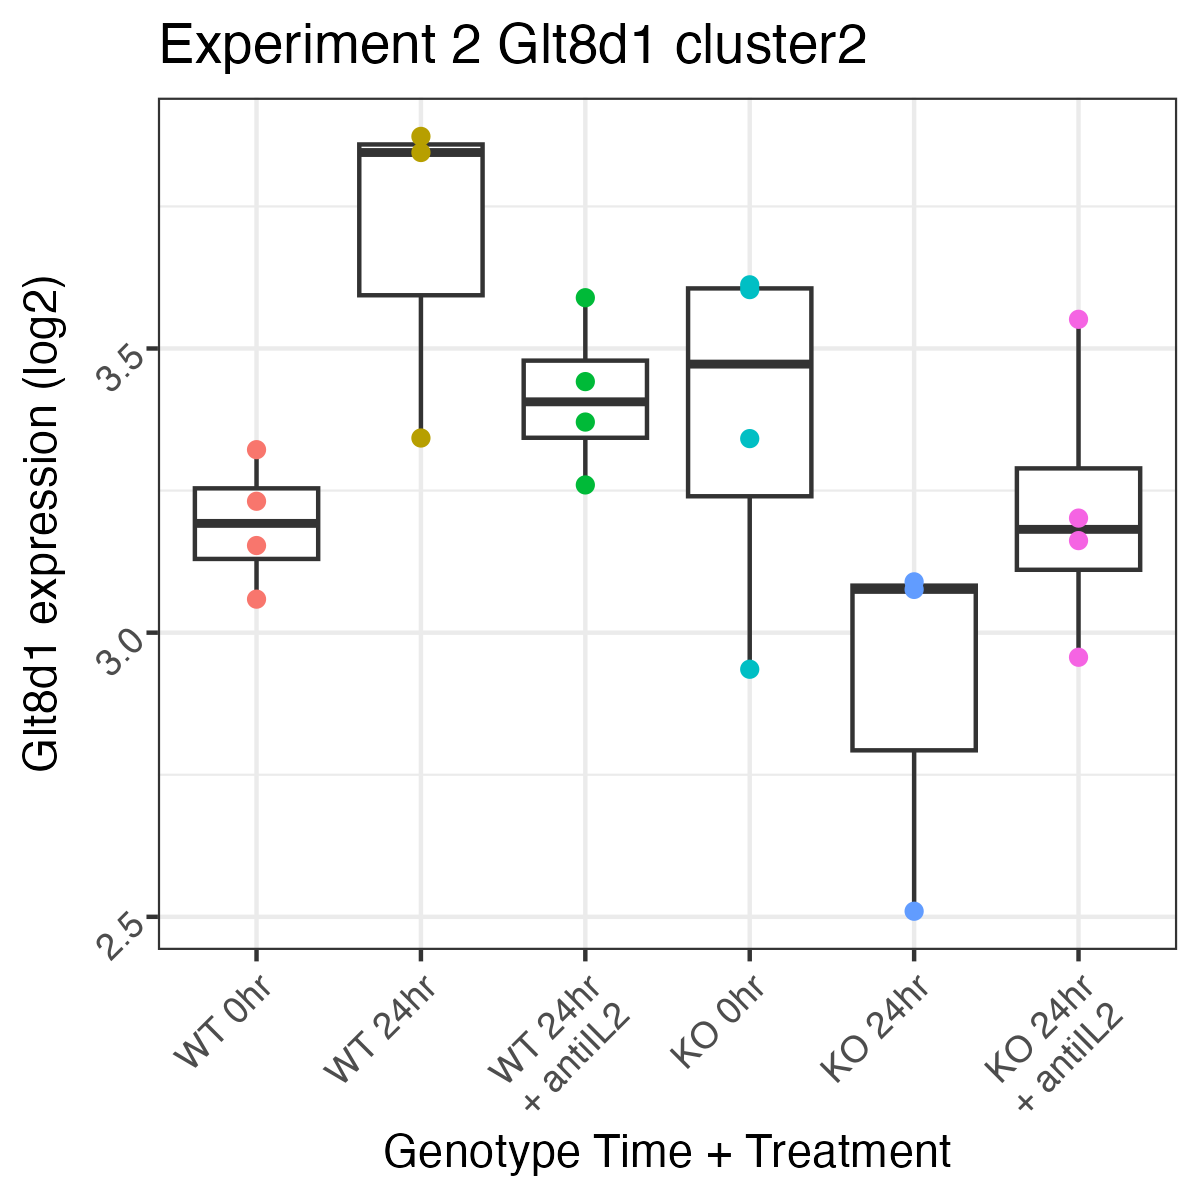 Experiment 2 Glt8d1 cluster2
Glt8d1 expression (log2)
3.5
3.0
2.5
WT 0hr
WT 24hr
WT 24hr
+ antiIL2
KO 0hr
KO 24hr
KO 24hr
+ antiIL2
Genotype Time + Treatment